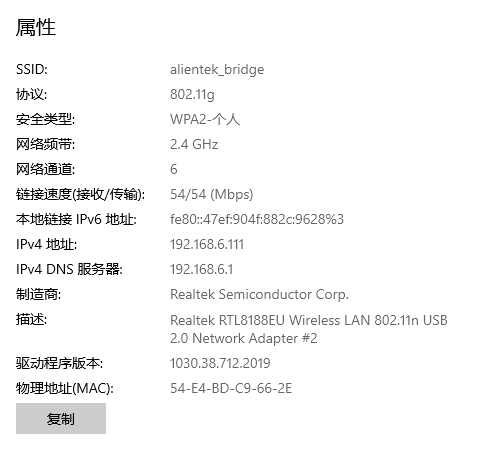 属性
SSID: alientek_bridge
协议: 802.11g
安全类型: WPA2-个人
网络频带: 2.4 GHz
网络通道: 6
链接速度(接收/传输): 54/54 (Mbps)
本地链接 IPv6 地址: fe80::47ef:904f:882c:9628%3
IPv4 地址: 192.168.6.111
IPv4 DNS 服务器: 192.168.6.1
制造商: Realtek Semiconductor Corp.
描述: Realtek RTL8188EU Wireless LAN 802.11n USB
2.0 Network Adapter #2
驱动程序版本: 1030.38.712.2019
物理地址(MAC): 54-E4-BD-C9-66-2E
复制